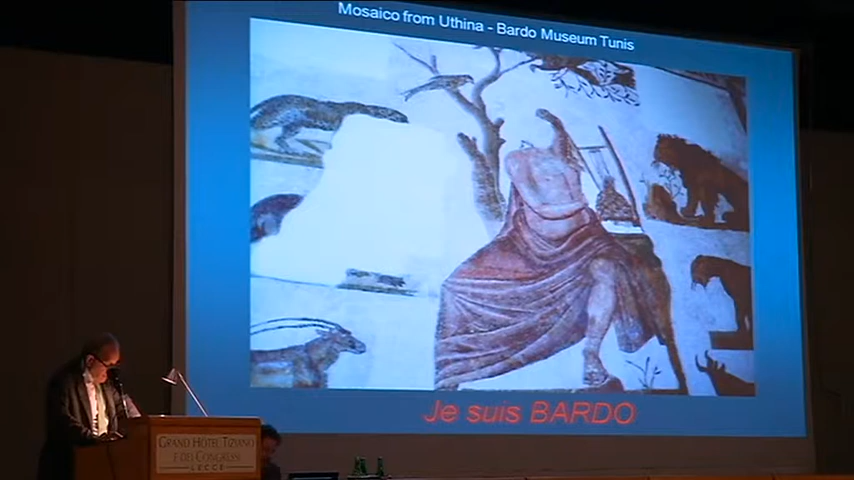 Mosaico from Uthina - Bardo Museum Tunis
Je suis BARDO
GRAND HOTEL TIZIANO
E DEI CONGRESSI
LECCE